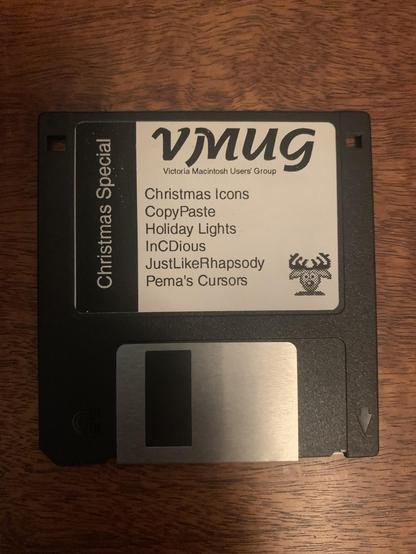 Christmas Special
VMUG
Victoria Macintosh Users' Group
Christmas Icons
CopyPaste
Holiday Lights
InCDious
JustLikeRhapsody
Pema's Cursors